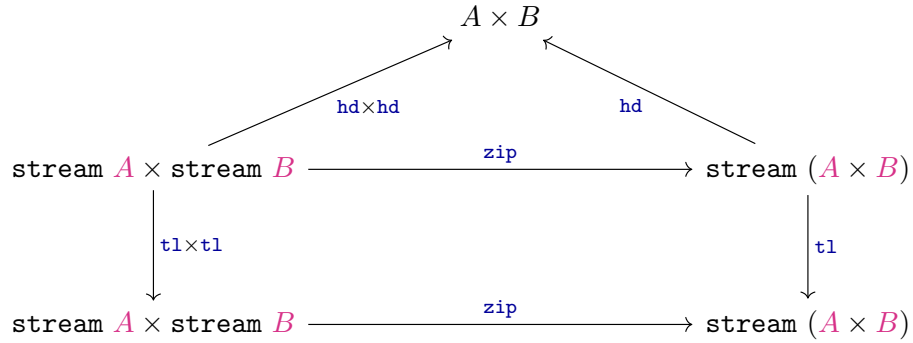 A × B
hd×hd hd
stream A × stream B zip stream (A × B)
tl×tl tl
stream A × stream B zip stream (A × B)